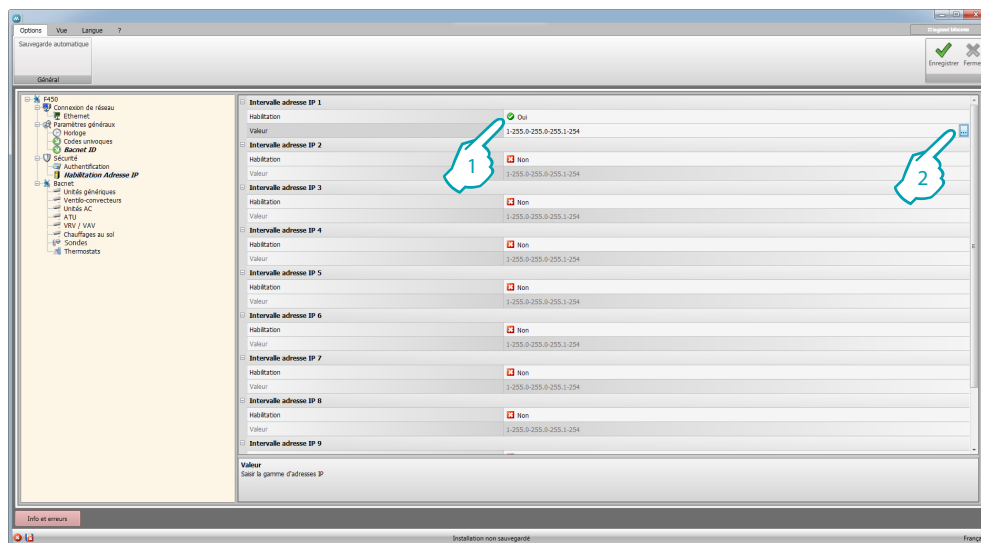 Options Vue Langue ?
Sauvegarde automatique
Général
Enregistrer Ferme
F450
Connexion de réseau
Ethernet
Paramètres généraux
Horloge
Codes univoques
Bacnet ID
Sécurité
Authentification
Habilitation Adresse IP
Bacnet
Unités génériques
Ventilo-convecteurs
Unités AC
ATU
VRV / VAV
Chauffages au sol
Sondes
Thermostats
Intervalle adresse IP 1
Habilitation Oui
Valeur 1-255.0-255.0-255.1-254 ...
Intervalle adresse IP 2
Habilitation Non
Valeur 1-255.0-255.0-255.1-254
Intervalle adresse IP 3
Habilitation Non
Valeur 1-255.0-255.0-255.1-254
Intervalle adresse IP 4
Habilitation Non
Valeur 1-255.0-255.0-255.1-254
Intervalle adresse IP 5
Habilitation Non
Valeur 1-255.0-255.0-255.1-254
Intervalle adresse IP 6
Habilitation Non
Valeur 1-255.0-255.0-255.1-254
Intervalle adresse IP 7
Habilitation Non
Valeur 1-255.0-255.0-255.1-254
Intervalle adresse IP 8
Habilitation Non
Valeur 1-255.0-255.0-255.1-254
Intervalle adresse IP 9
1
2
Valeur
Saisir la gamme d'adresses IP
Info et erreurs
Installation non sauvegardé
França